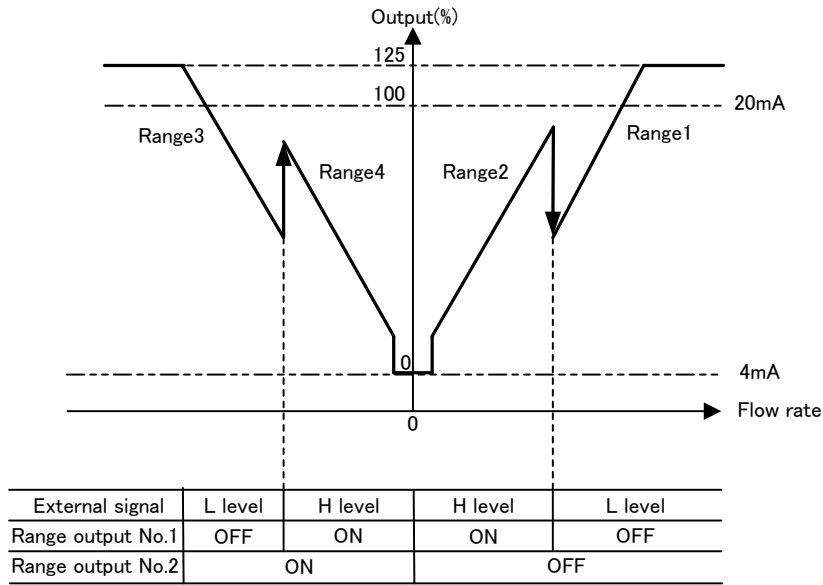 Output(%)
125
100
20mA
Range3
Range1
Range4
Range2
0
4mA
Flow rate
0
External signal L level H level H level L level
Range output No.1 OFF ON ON OFF
Range output No.2 ON OFF